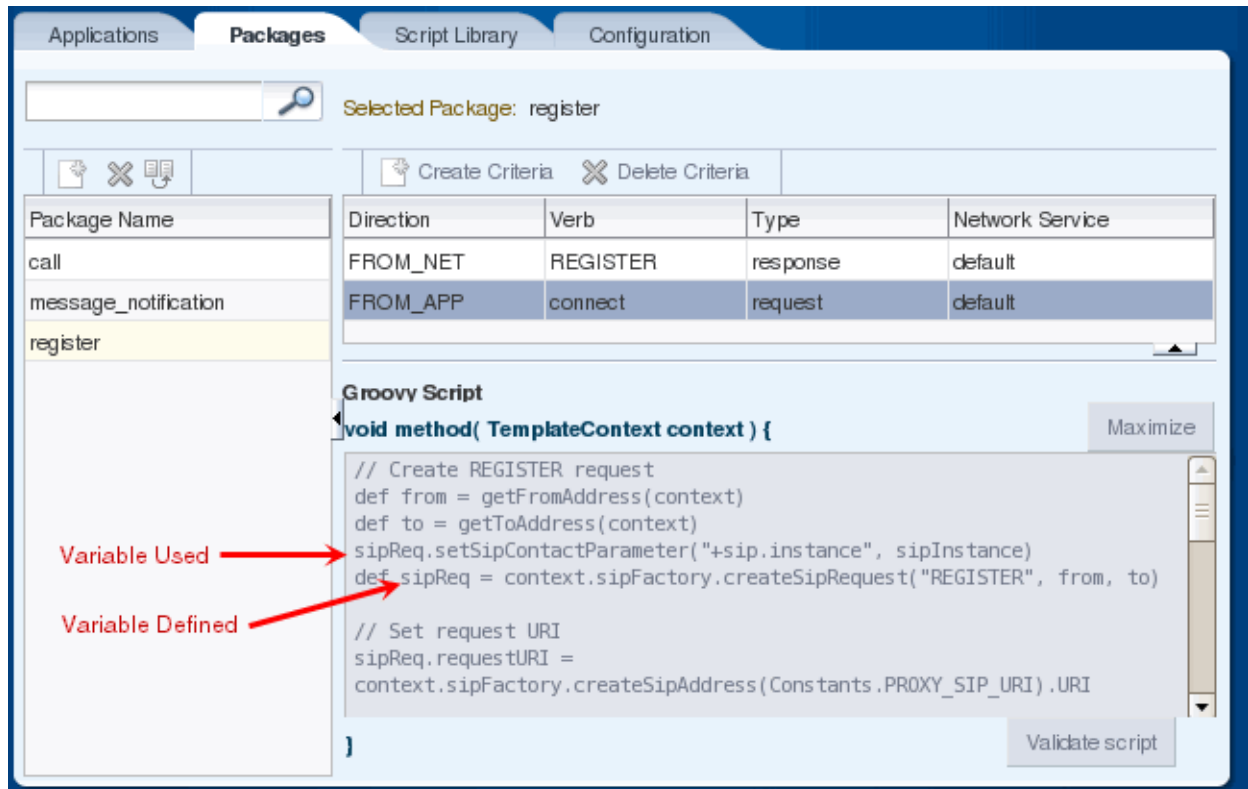 Applications Packages Script Library Configuration
Selected Package: register
Create Criteria Delete Criteria
Package Name
call
message_notification
register
Direction Verb Type Network Service
FROM_NET REGISTER response default
FROM_APP connect request default
Groovy Script
void method( TemplateContext context ) {
Maximize
// Create REGISTER request
def from = getFromAddress(context)
def to = getToAddress(context)
Variable Used
sipReq.setSipContactParameter("+sip.instance", sipInstance)
def sipReq = context.sipFactory.createSipRequest("REGISTER", from, to)
Variable Defined
// Set request URI
sipReq.requestURI =
context.sipFactory.createSipAddress(Constants.PROXY_SIP_URI).URI
}
Validate script